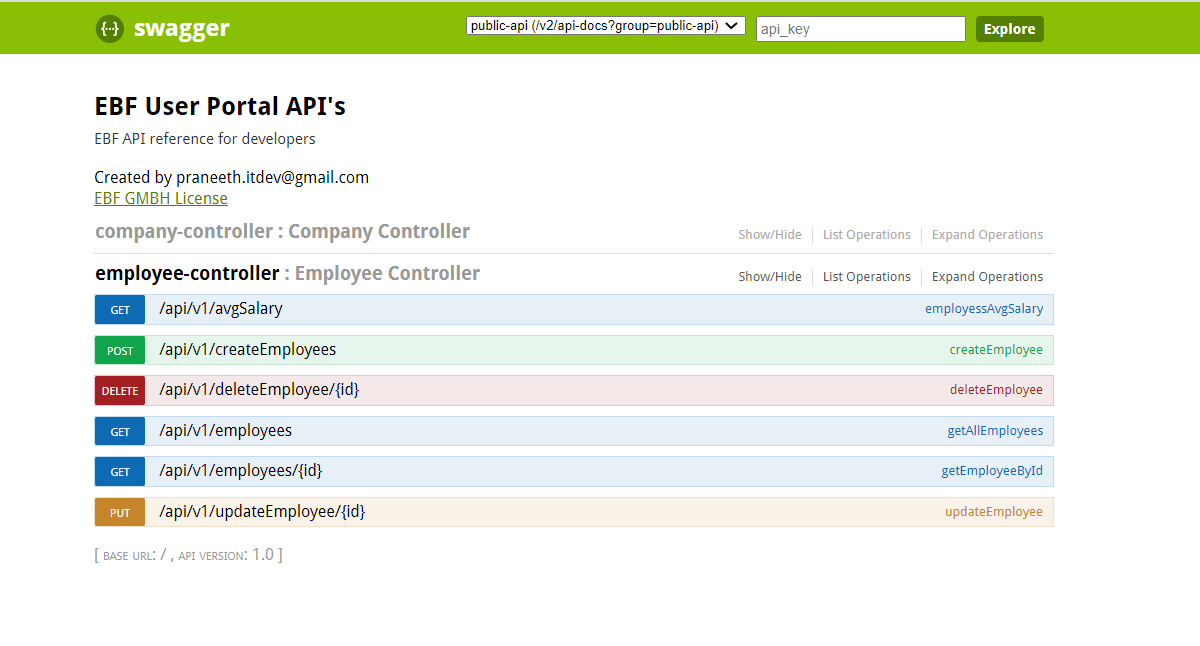 {··} swagger public-api (/v2/api-docs?group=public-api) api_key Explore
EBF User Portal API's
EBF API reference for developers
Created by praneeth.itdev@gmail.com
EBF GMBH License
company-controller : Company Controller Show/Hide List Operations Expand Operations
employee-controller : Employee Controller Show/Hide List Operations Expand Operations
GET /api/v1/avgSalary employessAvgSalary
POST /api/v1/createEmployees createEmployee
DELETE /api/v1/deleteEmployee/{id} deleteEmployee
GET /api/v1/employees getAllEmployees
GET /api/v1/employees/{id} getEmployeeById
PUT /api/v1/updateEmployee/{id} updateEmployee
[ BASE URL: / , API VERSION: 1.0 ]